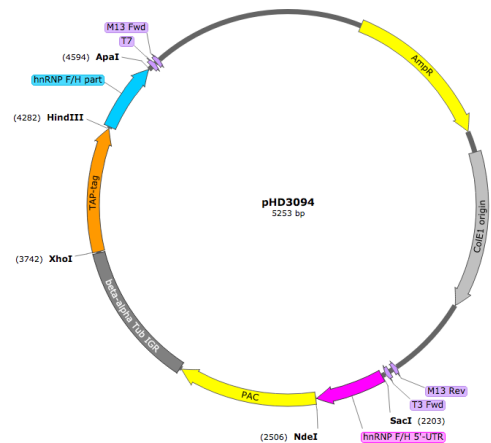 M13 Fwd
T7
(4594) ApaI
hnRNP F/H part
(4282) HindIII
TAP-tag
(3742) XhoI
beta-alpha Tub IGR
PAC
(2506) NdeI
hnRNP F/H 5'-UTR
SacI (2203)
T3 Fwd
M13 Rev
ColE1 origin
AmpR
pHD3094
5253 bp